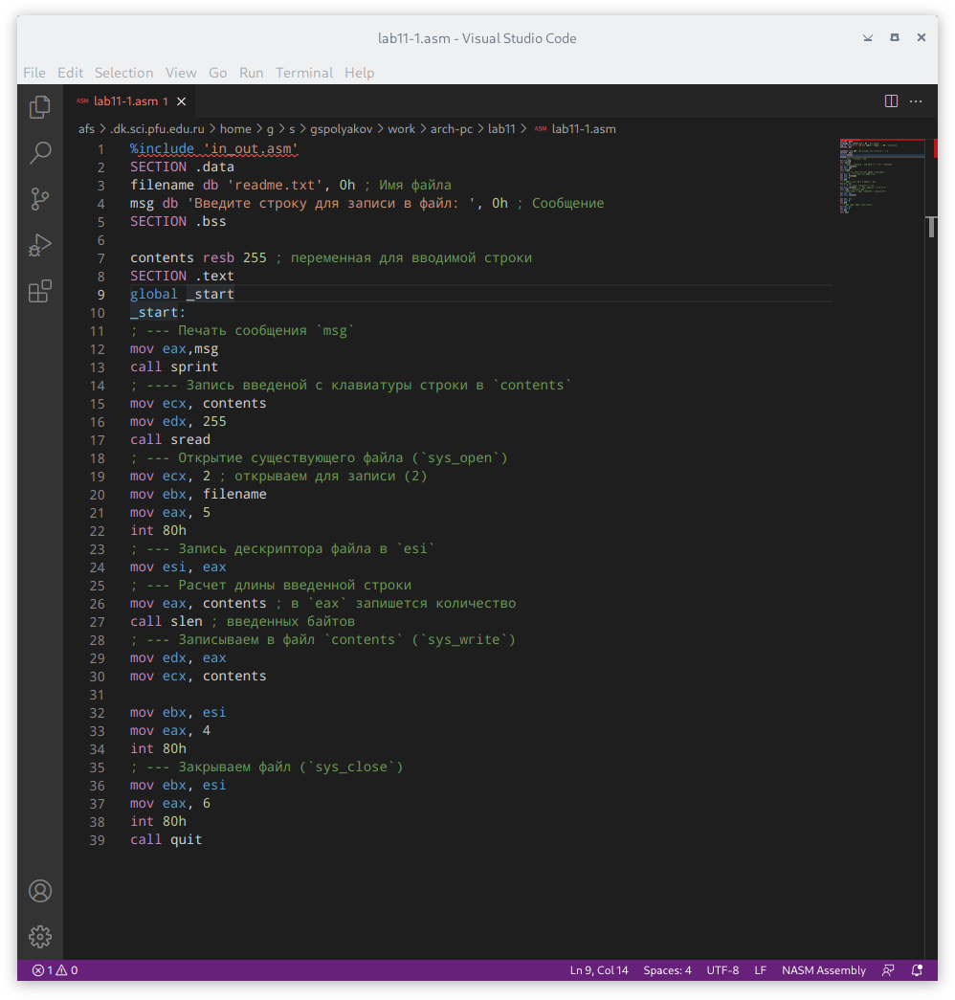 lab11-1.asm - Visual Studio Code
File Edit Selection View Go Run Terminal Help
ASM lab11-1.asm 1
afs > .dk.sci.pfu.edu.ru > home > g > s > gspolyakov > work > arch-pc > lab11 > ASM lab11-1.asm
1 %include 'in_out.asm'
2 SECTION .data
3 filename db 'readme.txt', 0h ; Имя файла
4 msg db 'Введите строку для записи в файл: ', 0h ; Сообщение
5 SECTION .bss
6
7 contents resb 255 ; переменная для вводимой строки
8 SECTION .text
9 global _start
10 _start:
11 ; --- Печать сообщения `msg`
12 mov eax,msg
13 call sprint
14 ; ---- Запись введеной с клавиатуры строки в `contents`
15 mov ecx, contents
16 mov edx, 255
17 call sread
18 ; --- Открытие существующего файла (`sys_open`)
19 mov ecx, 2 ; открываем для записи (2)
20 mov ebx, filename
21 mov eax, 5
22 int 80h
23 ; --- Запись дескриптора файла в `esi`
24 mov esi, eax
25 ; --- Расчет длины введенной строки
26 mov eax, contents ; в `eax` запишется количество
27 call slen ; введенных байтов
28 ; --- Записываем в файл `contents` (`sys_write`)
29 mov edx, eax
30 mov ecx, contents
31
32 mov ebx, esi
33 mov eax, 4
34 int 80h
35 ; --- Закрываем файл (`sys_close`)
36 mov ebx, esi
37 mov eax, 6
38 int 80h
39 call quit
1 0 Ln 9, Col 14 Spaces: 4 UTF-8 LF NASM Assembly